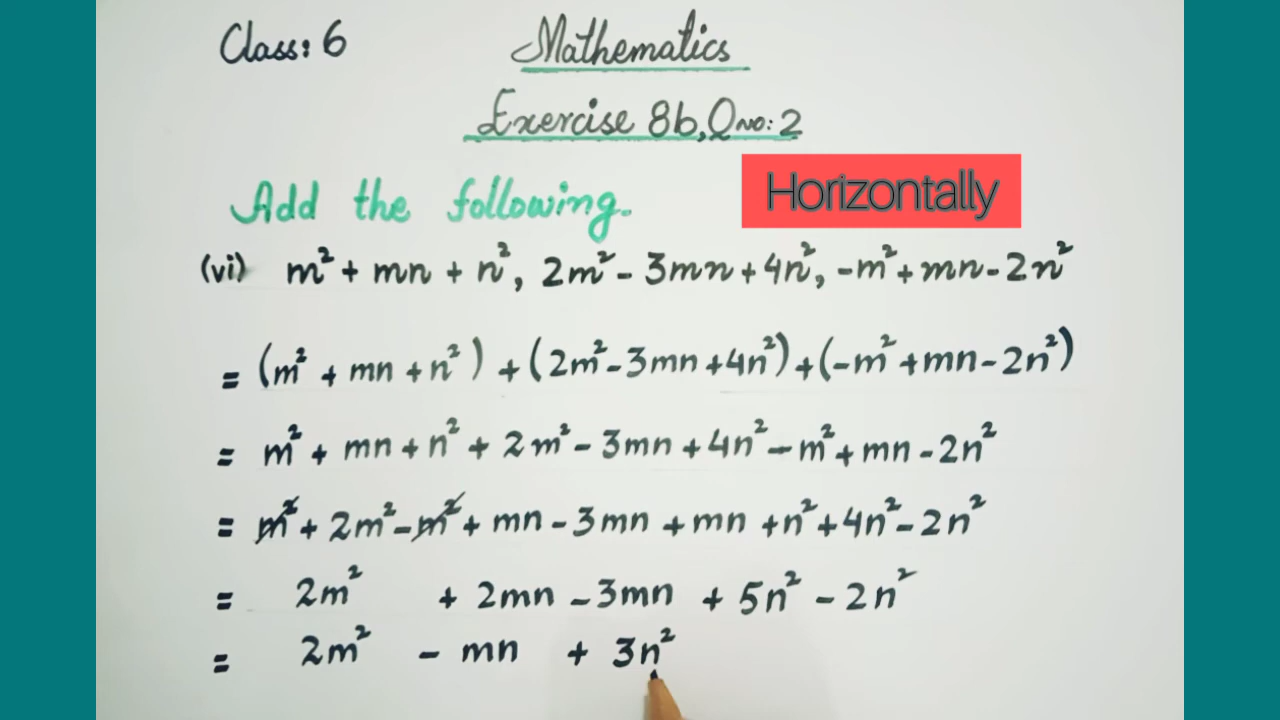 Class: 6 Mathematics
Exercise 8b, Q no: 2
Add the following. Horizontally
(vi) m² + mn + n², 2m² - 3mn + 4n², -m² + mn - 2n²
= (m² + mn + n²) + (2m² - 3mn + 4n²) + (-m² + mn - 2n²)
= m² + mn + n² + 2m² - 3mn + 4n² - m² + mn - 2n²
= m² + 2m² - m² + mn - 3mn + mn + n² + 4n² - 2n²
= 2m² + 2mn - 3mn + 5n² - 2n²
= 2m² - mn + 3n²